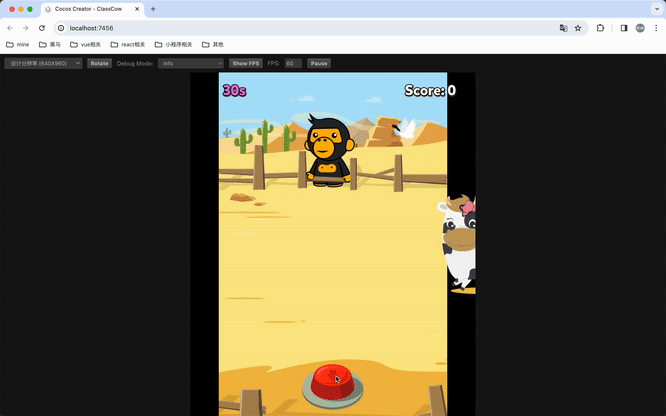 Cocos Creator - ClassCow
localhost:7456
mine
黑马
vue相关
react相关
小程序相关
其他
设计分辨率 (640X960)
Rotate
Debug Mode:
Info
Show FPS
FPS:
60
Pause
30s
Score: 0